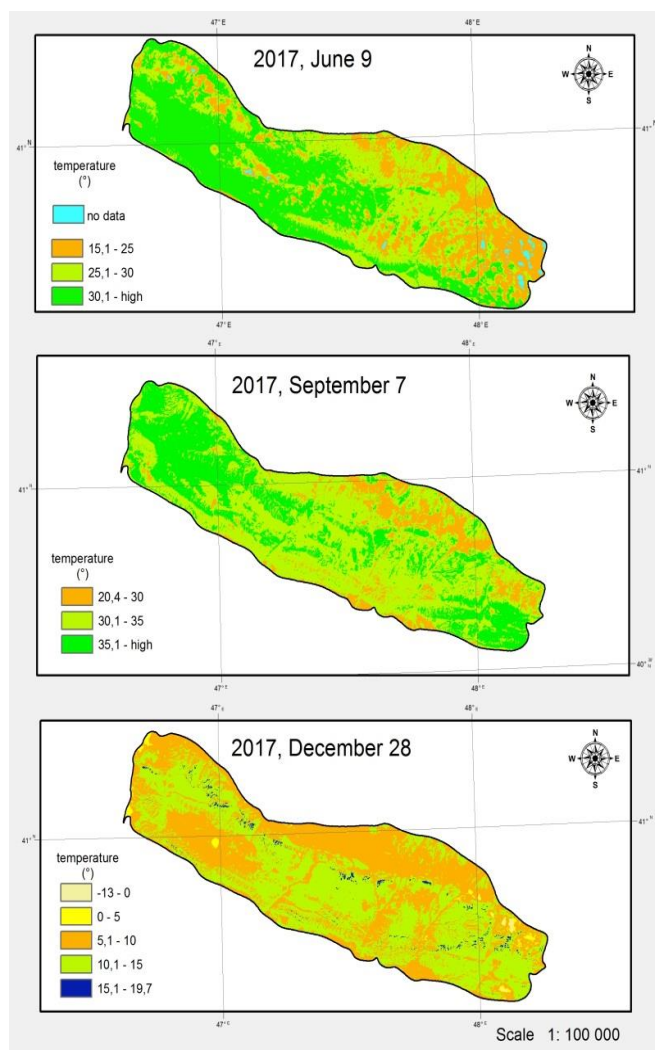 47° E
48° E
2017, June 9
N
W
E
S
41° N
41° N
temperature
(°)
no data
15,1 - 25
25,1 - 30
30,1 - high
47° E
48° E
47° E
48° E
2017, September 7
N
W
E
S
41° N
41° N
temperature
(°)
20,4 - 30
30,1 - 35
35,1 - high
40° N
47° E
48° E
47° E
48° E
2017, December 28
N
W
E
S
41° N
41° N
temperature
(°)
-13 - 0
0 - 5
5,1 - 10
10,1 - 15
15,1 - 19,7
47° E
48° E
Scale 1: 100 000